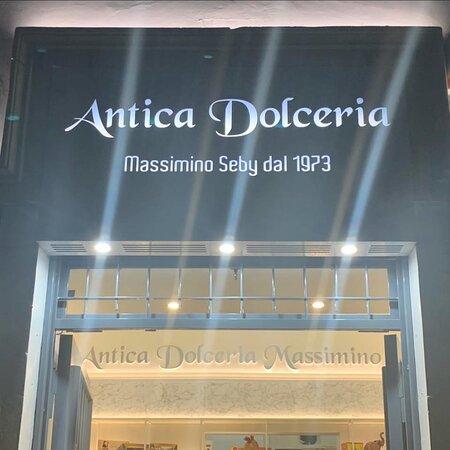 Antica Dolceria
Massimino Seby dal 1973
Antica Dolceria Massimino